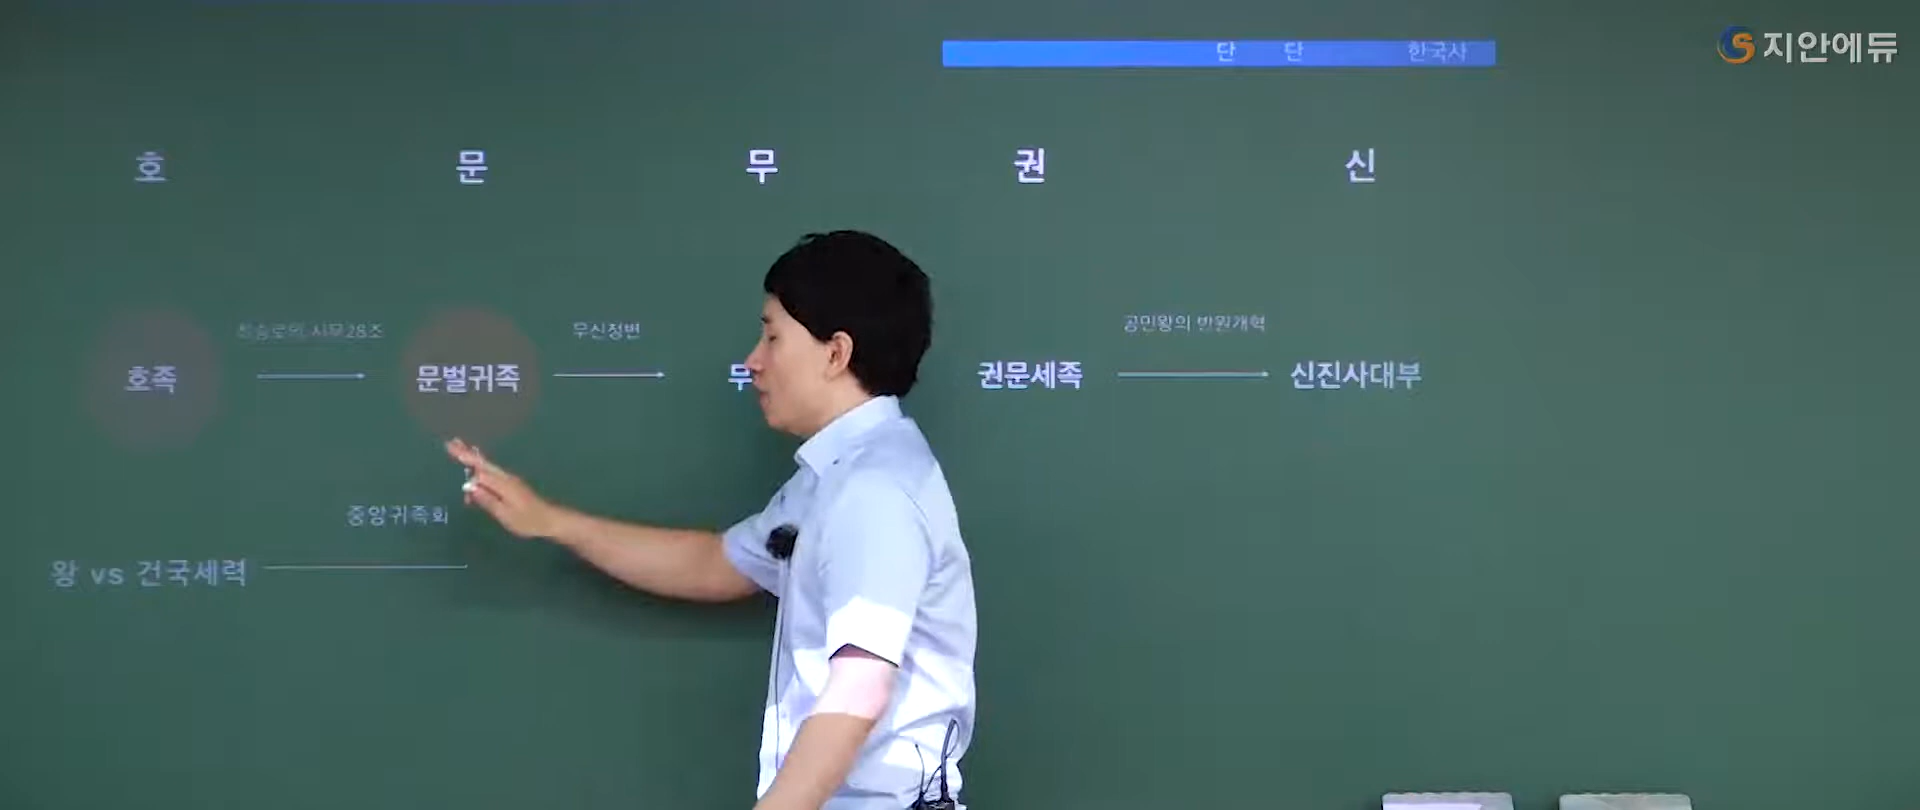 지안에듀
단 단 한국사
호 문 무 권 신
최승로의 시무28조 무신정변 공민왕의 반원개혁
호족 문벌귀족 무 권문세족 신진사대부
중앙귀족화
왕 vs 건국세력